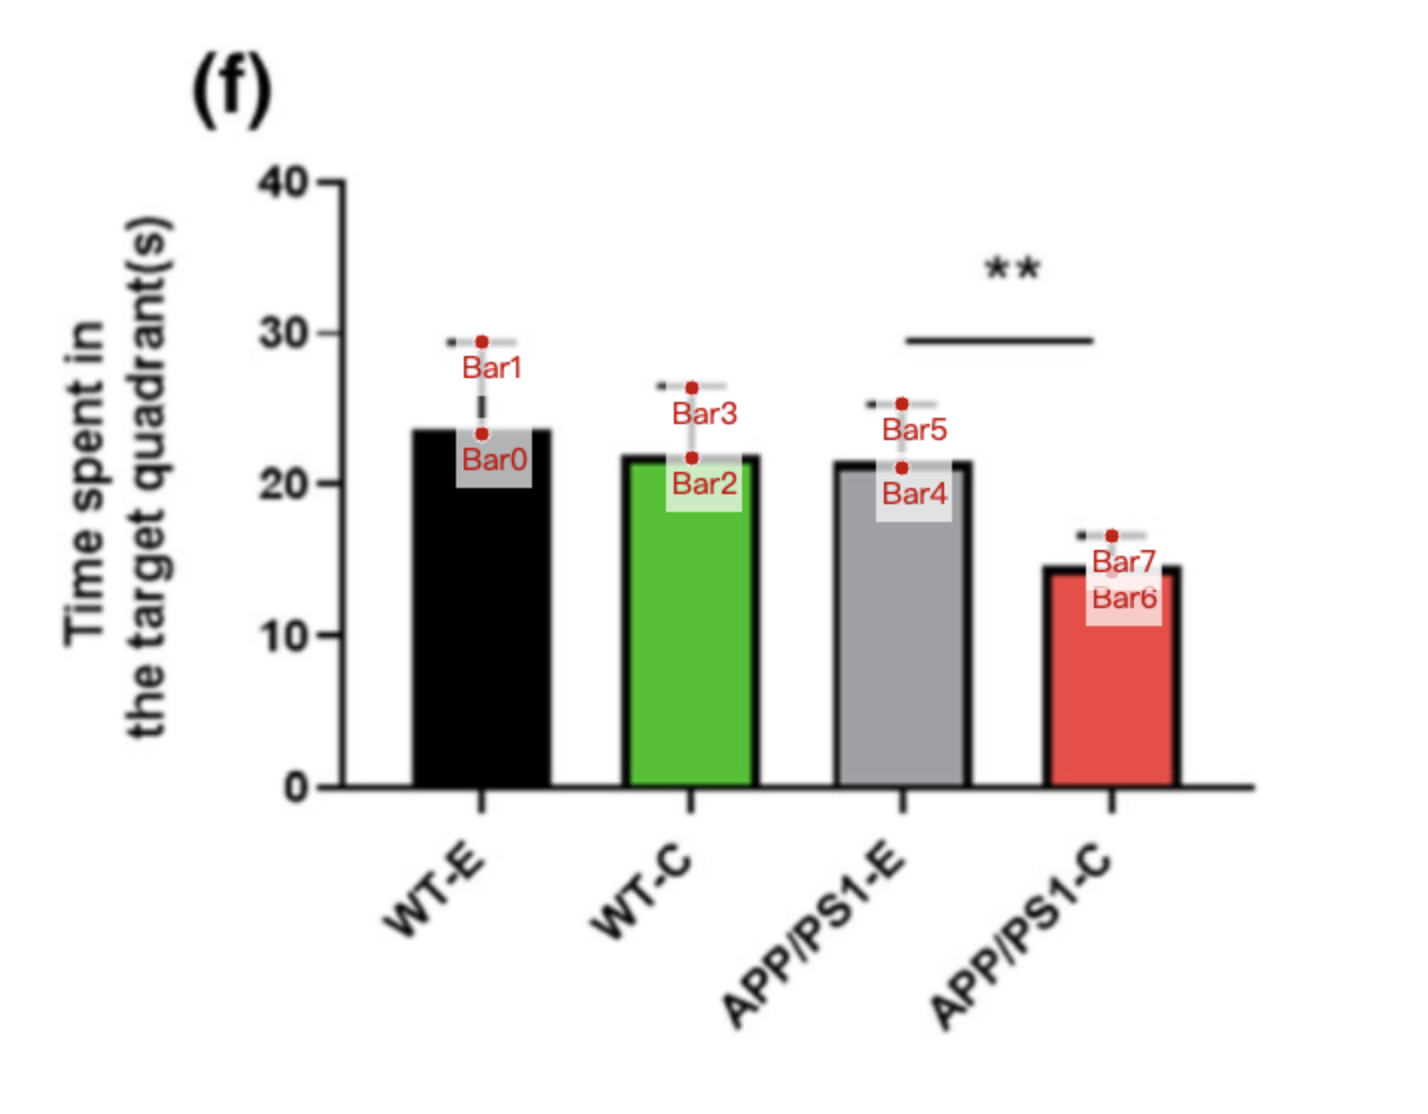 (f)
Time spent in
the target quadrant(s)
40
30
20
10
0
**
Bar1
Bar0
Bar3
Bar2
Bar5
Bar4
Bar7
Bar6
WT-E
WT-C
APP/PS1-E
APP/PS1-C